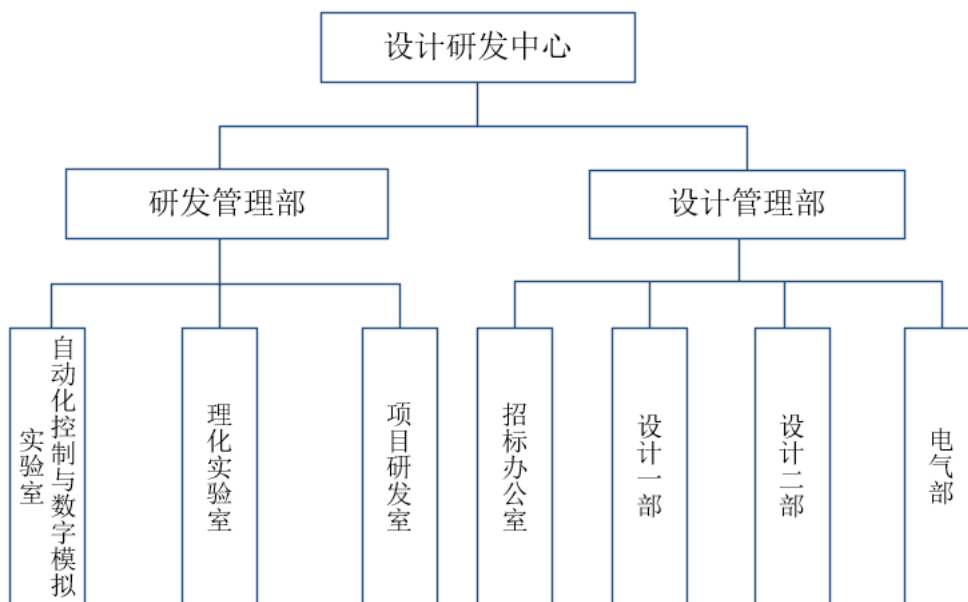 设计研发中心
研发管理部
设计管理部
自动化控制与数字模拟
实验室
理化实验室
项目研发室
招标办公室
设计一部
设计二部
电气部